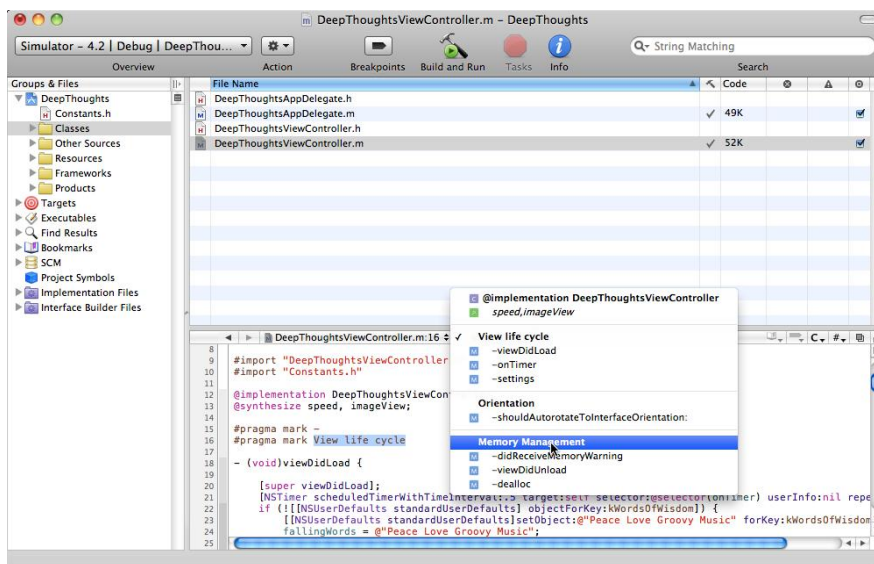 DeepThoughtsViewController.m – DeepThoughts
Simulator – 4.2 | Debug | DeepThou...
String Matching
Overview
Action
Breakpoints
Build and Run
Tasks
Info
Search
Groups & Files
DeepThoughts
Constants.h
Classes
Other Sources
Resources
Frameworks
Products
Targets
Executables
Find Results
Bookmarks
SCM
Project Symbols
Implementation Files
Interface Builder Files
File Name
Code
DeepThoughtsAppDelegate.h
DeepThoughtsAppDelegate.m
49K
DeepThoughtsViewController.h
DeepThoughtsViewController.m
52K
@implementation DeepThoughtsViewController
speed,imageView
View life cycle
-viewDidLoad
-onTimer
-settings
Orientation
-shouldAutorotateToInterfaceOrientation:
Memory Management
-didReceiveMemoryWarning
-viewDidUnload
-dealloc
DeepThoughtsViewController.m:16
C #
8
9 #import "DeepThoughtsViewController
10 #import "Constants.h"
11
12 @implementation DeepThoughtsViewCon
13 @synthesize speed, imageView;
14
15 #pragma mark -
16 #pragma mark View life cycle
17
18 - (void)viewDidLoad {
19
20 [super viewDidLoad];
21 [NSTimer scheduledTimerWithTimeInterval:.5 target:self selector:@selector(onTimer) userInfo:nil repe
22 if (![[NSUserDefaults standardUserDefaults] objectForKey:kWordsOfWisdom]) {
23 [[NSUserDefaults standardUserDefaults]setObject:@"Peace Love Groovy Music" forKey:kWordsOfWisdom
24 fallingWords = @"Peace Love Groovy Music";
25